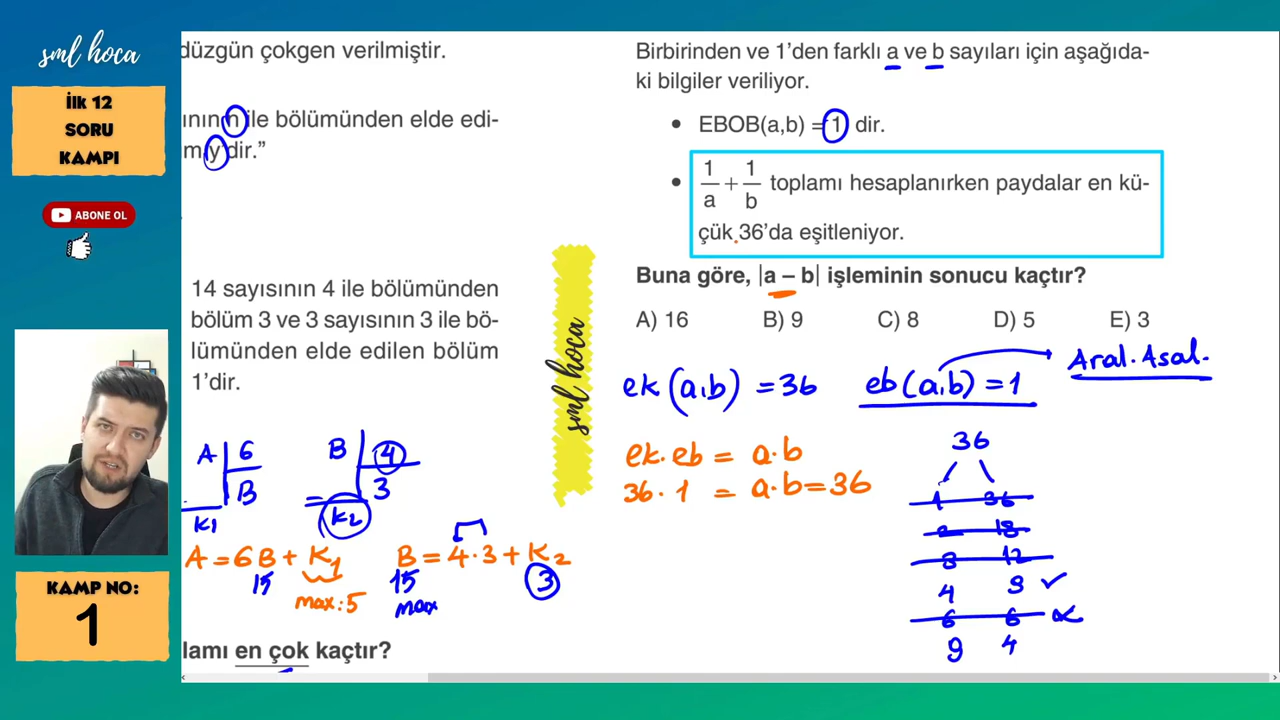 sml hoca
İlk 12
SORU
KAMPI
ABONE OL
KAMP NO:
1
düzgün çokgen verilmiştir.
ının n ile bölümünden elde edi-
m y dir.”
14 sayısının 4 ile bölümünden
bölüm 3 ve 3 sayısının 3 ile bö-
lümünden elde edilen bölüm
1’dir.
A 6
B
K1
B 4
3
K2
A = 6B + K1
15
max: 5
B = 4 · 3 + K2
15
3
max
lamı en çok kaçtır?
sml hoca
Birbirinden ve 1’den farklı a ve b sayıları için aşağıda-
ki bilgiler veriliyor.
• EBOB(a,b) = 1 dir.
• 1/a + 1/b toplamı hesaplanırken paydalar en kü-
çük 36’da eşitleniyor.
Buna göre, |a – b| işleminin sonucu kaçtır?
A) 16 B) 9 C) 8 D) 5 E) 3
ek(a,b) = 36 eb(a,b) = 1 Aral. Asal.
ek. eb = a·b
36 · 1 = a·b = 36
36
1 36
2 18
3 12
4 9 ✓
6 6
9 4